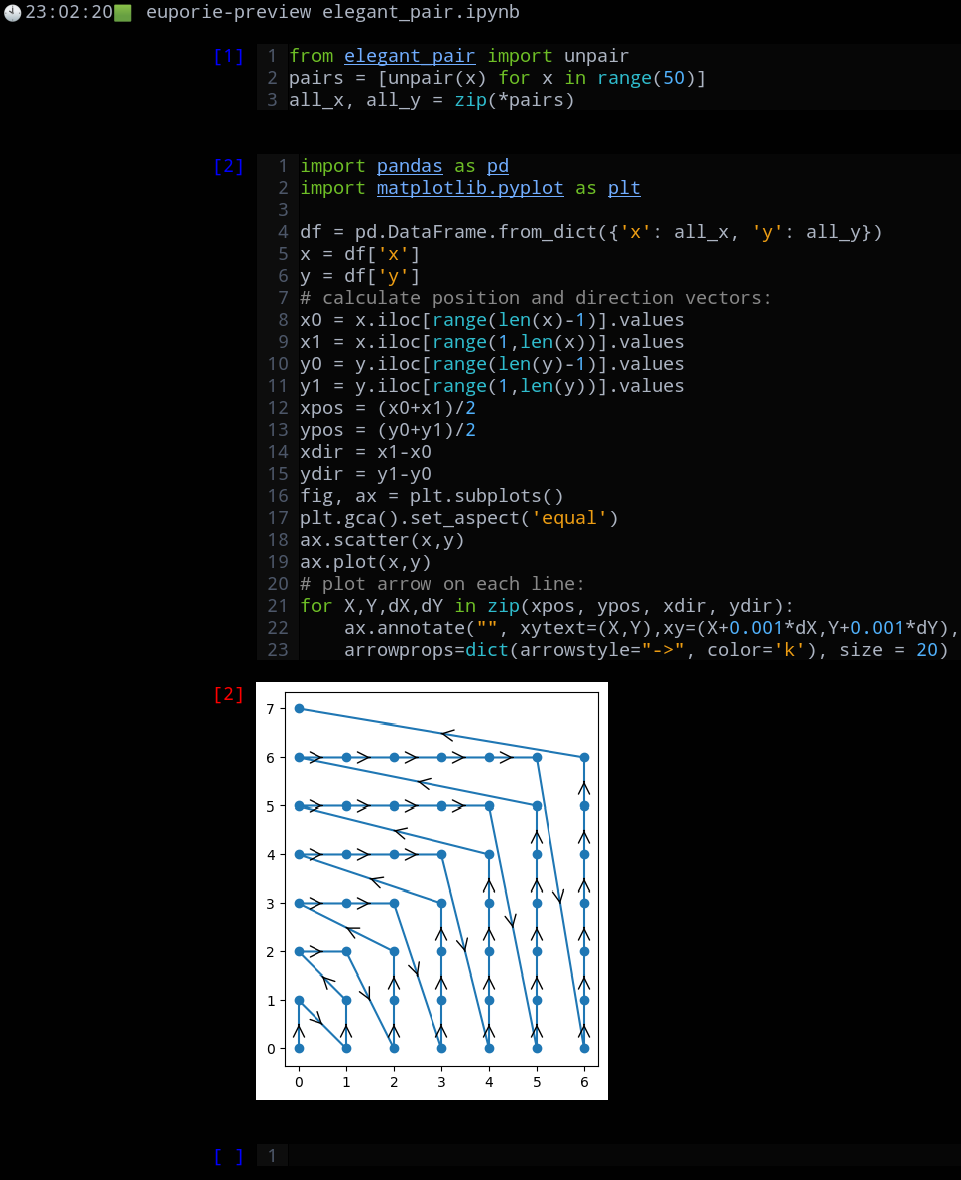 🕙23:02:20🟩 euporie-preview elegant_pair.ipynb
[1] 1 from elegant_pair import unpair
2 pairs = [unpair(x) for x in range(50)]
3 all_x, all_y = zip(*pairs)
[2] 1 import pandas as pd
2 import matplotlib.pyplot as plt
3
4 df = pd.DataFrame.from_dict({'x': all_x, 'y': all_y})
5 x = df['x']
6 y = df['y']
7 # calculate position and direction vectors:
8 x0 = x.iloc[range(len(x)-1)].values
9 x1 = x.iloc[range(1,len(x))].values
10 y0 = y.iloc[range(len(y)-1)].values
11 y1 = y.iloc[range(1,len(y))].values
12 xpos = (x0+x1)/2
13 ypos = (y0+y1)/2
14 xdir = x1-x0
15 ydir = y1-y0
16 fig, ax = plt.subplots()
17 plt.gca().set_aspect('equal')
18 ax.scatter(x,y)
19 ax.plot(x,y)
20 # plot arrow on each line:
21 for X,Y,dX,dY in zip(xpos, ypos, xdir, ydir):
22     ax.annotate("", xytext=(X,Y),xy=(X+0.001*dX,Y+0.001*dY),
23     arrowprops=dict(arrowstyle="->", color='k'), size = 20)
[2]
7
6
5
4
3
2
1
0
0 1 2 3 4 5 6
[ ] 1